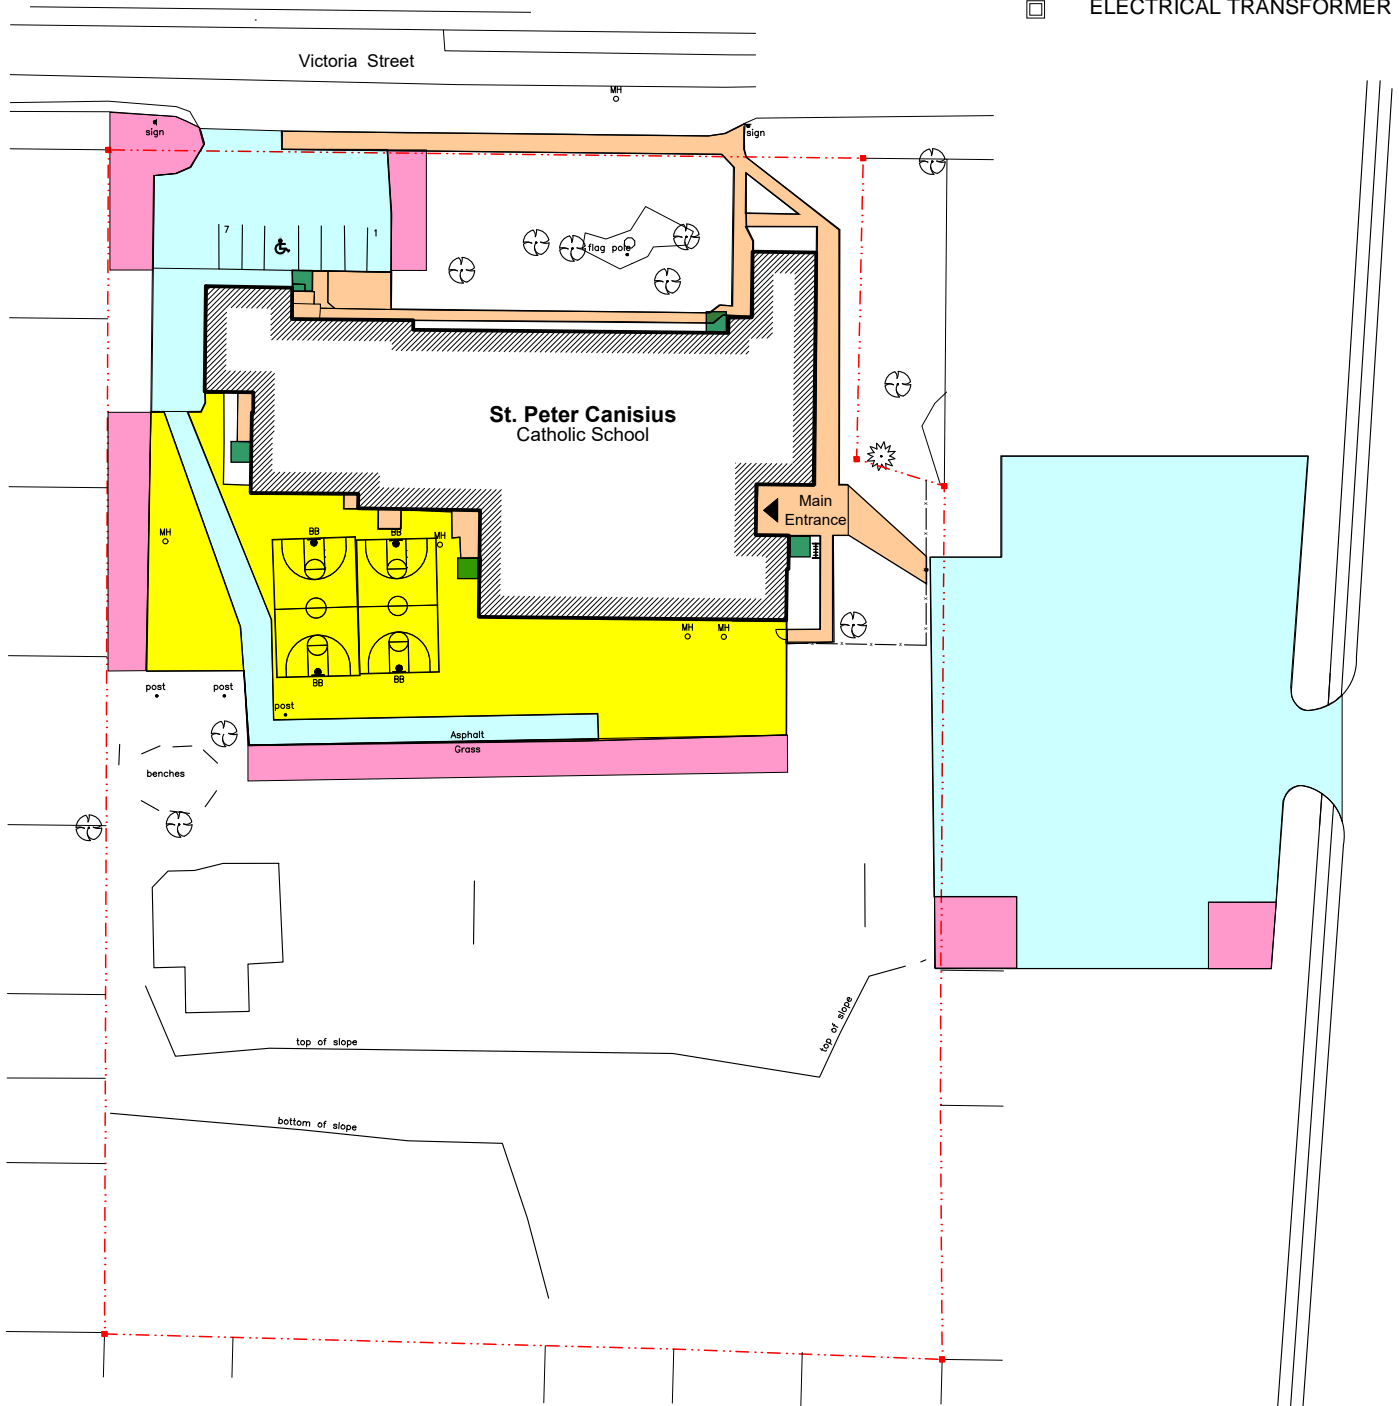 ELECTRICAL TRANSFORMER
Victoria Street
MH
sign
sign
7
1
flag pole
St. Peter Canisius
Catholic School
Main
Entrance
MH
BB
BB
MH
MH
MH
BB
BB
post
post
post
Asphalt
Grass
benches
top of slope
top of slope
bottom of slope